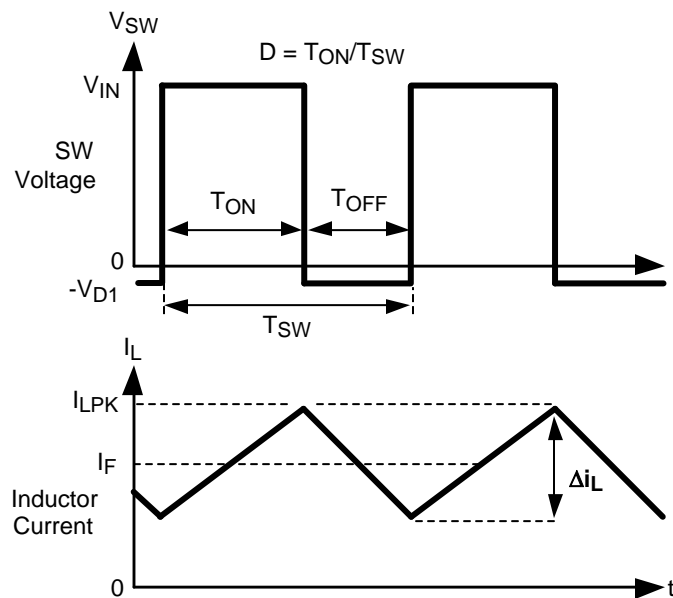 V_SW
D = T_ON/T_SW
V_IN
SW
Voltage
T_ON
T_OFF
0
-V_D1
T_SW
I_L
I_LPK
I_F
Δi_L
Inductor
Current
0
t